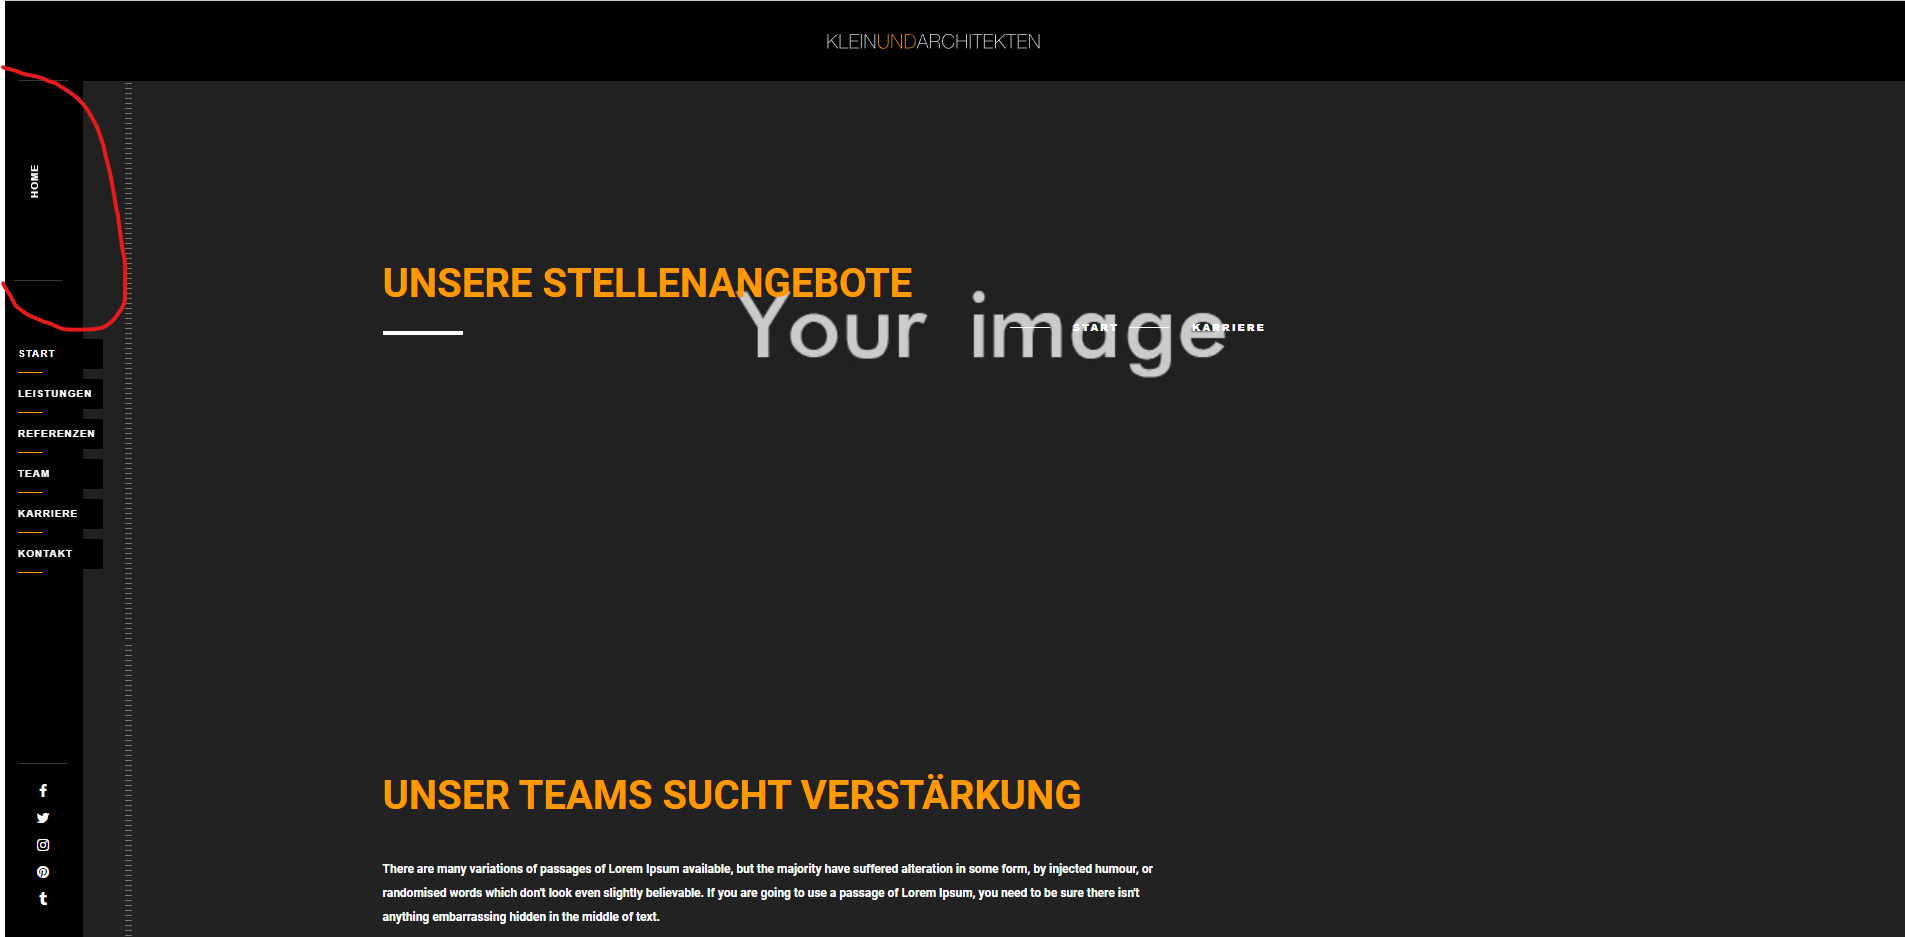 KLEINUNDARCHITEKTEN
HOME
START
LEISTUNGEN
REFERENZEN
TEAM
KARRIERE
KONTAKT
UNSERE STELLENANGEBOTE
Your image
START KARRIERE
UNSER TEAMS SUCHT VERSTÄRKUNG
There are many variations of passages of Lorem Ipsum available, but the majority have suffered alteration in some form, by injected humour, or
randomised words which don't look even slightly believable. If you are going to use a passage of Lorem Ipsum, you need to be sure there isn't
anything embarrassing hidden in the middle of text.